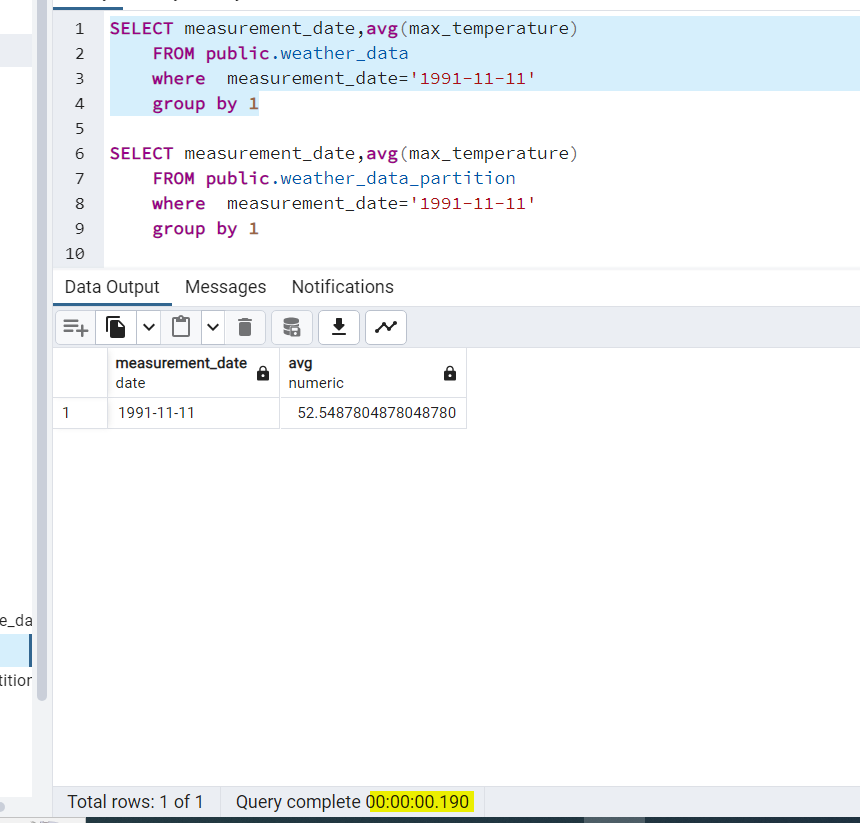 1 SELECT measurement_date,avg(max_temperature)
2 FROM public.weather_data
3 where measurement_date='1991-11-11'
4 group by 1
5
6 SELECT measurement_date,avg(max_temperature)
7 FROM public.weather_data_partition
8 where measurement_date='1991-11-11'
9 group by 1
10
Data Output Messages Notifications
measurement_date avg
date numeric
1 1991-11-11 52.5487804878048780
e_da
tition
Total rows: 1 of 1 Query complete 00:00:00.190